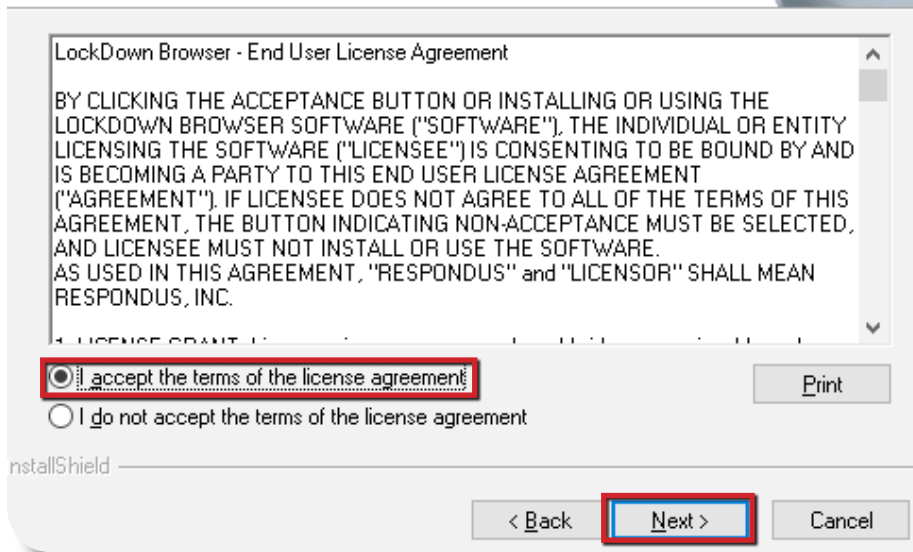 LockDown Browser - End User License Agreement
BY CLICKING THE ACCEPTANCE BUTTON OR INSTALLING OR USING THE
LOCKDOWN BROWSER SOFTWARE ("SOFTWARE"), THE INDIVIDUAL OR ENTITY
LICENSING THE SOFTWARE ("LICENSEE") IS CONSENTING TO BE BOUND BY AND
IS BECOMING A PARTY TO THIS END USER LICENSE AGREEMENT
("AGREEMENT"). IF LICENSEE DOES NOT AGREE TO ALL OF THE TERMS OF THIS
AGREEMENT, THE BUTTON INDICATING NON-ACCEPTANCE MUST BE SELECTED,
AND LICENSEE MUST NOT INSTALL OR USE THE SOFTWARE.
AS USED IN THIS AGREEMENT, "RESPONDUS" and "LICENSOR" SHALL MEAN
RESPONDUS, INC.
1. LICENSE GRANT.
I accept the terms of the license agreement
Print
I do not accept the terms of the license agreement
nstallShield
< Back
Next >
Cancel